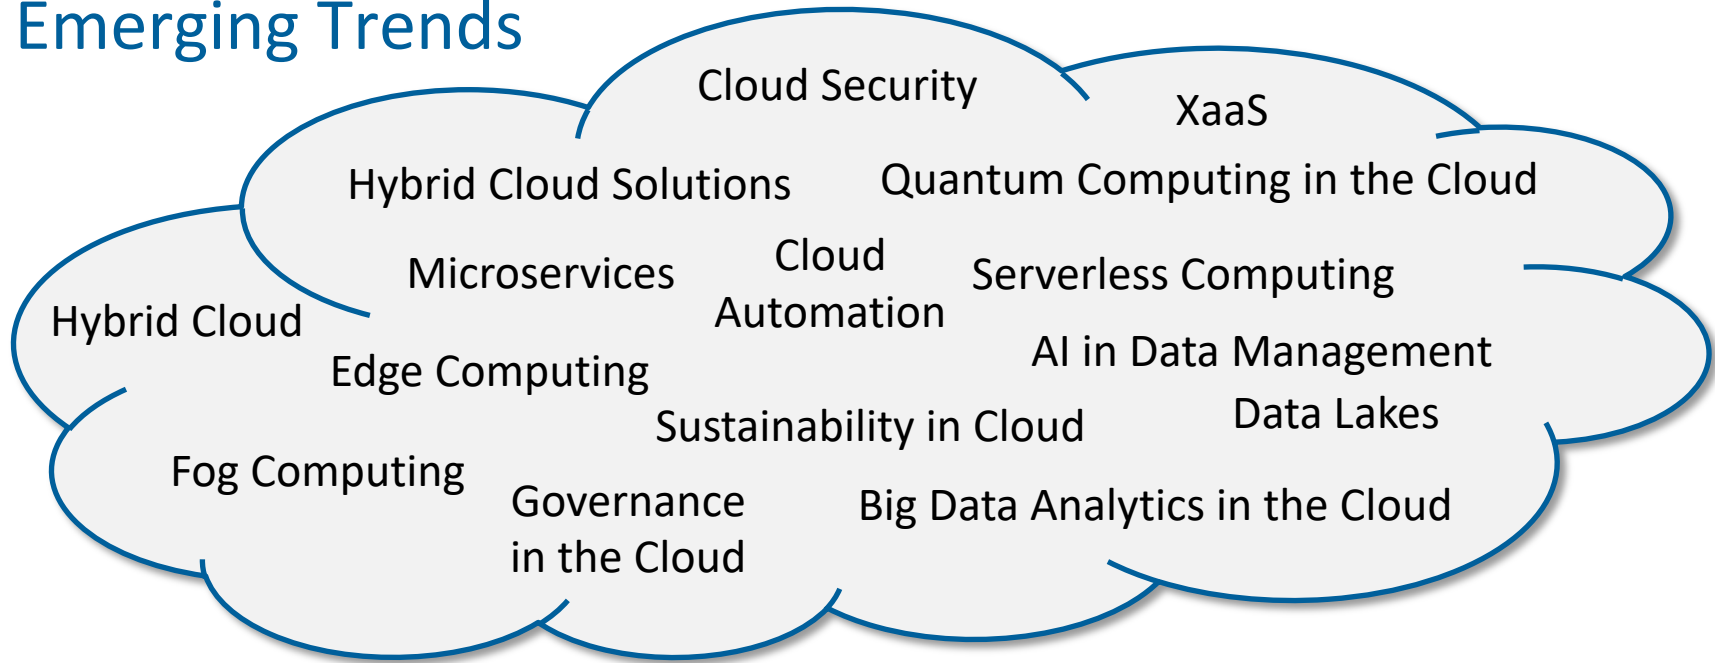 Emerging Trends
Cloud Security
XaaS
Hybrid Cloud Solutions
Quantum Computing in the Cloud
Microservices
Cloud
Automation
Serverless Computing
Hybrid Cloud
Edge Computing
AI in Data Management
Sustainability in Cloud
Data Lakes
Fog Computing
Governance
in the Cloud
Big Data Analytics in the Cloud